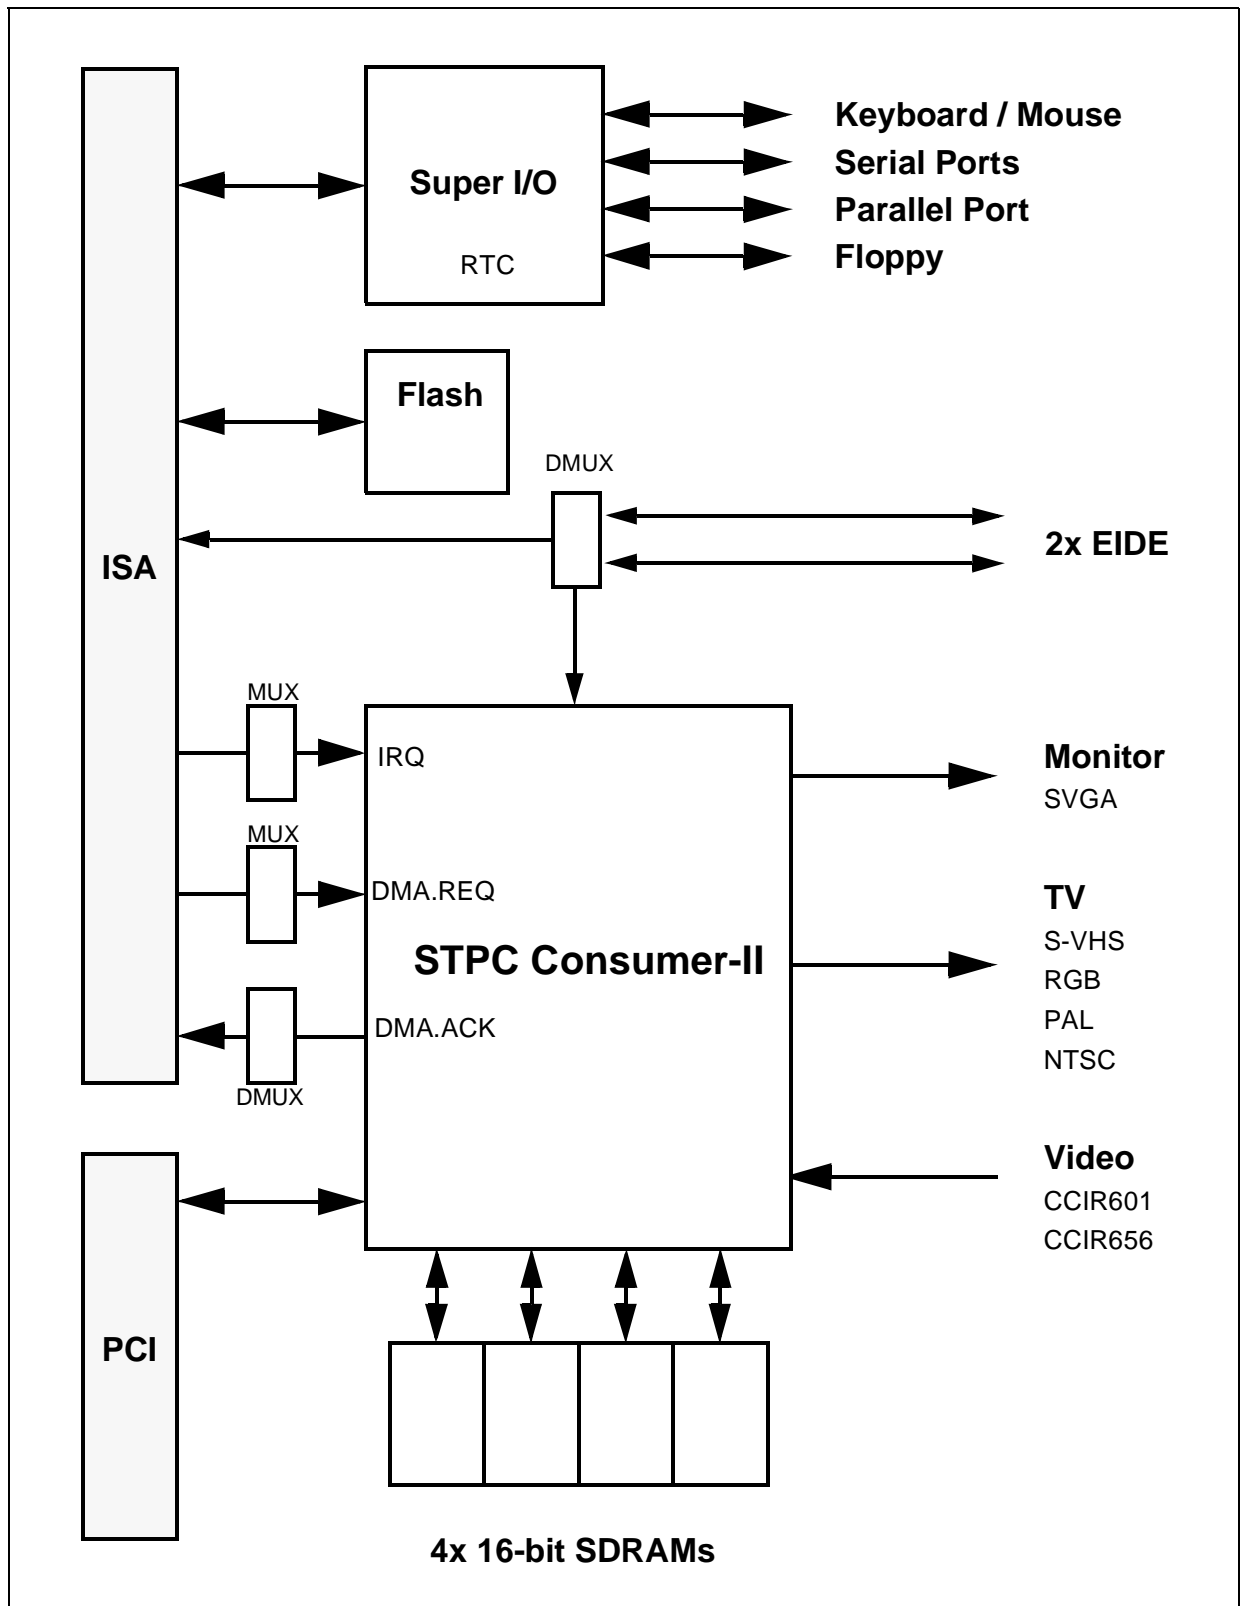 Keyboard / Mouse
Serial Ports
Super I/O
Parallel Port
RTC
Floppy
Flash
DMUX
2x EIDE
ISA
MUX
IRQ
Monitor
SVGA
MUX
DMA.REQ
TV
S-VHS
RGB
PAL
NTSC
STPC Consumer-II
DMA.ACK
DMUX
Video
CCIR601
CCIR656
PCI
4x 16-bit SDRAMs